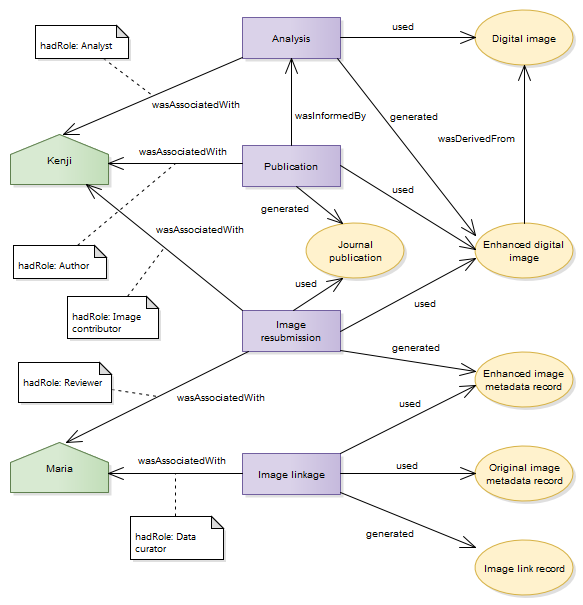 hadRole: Analyst
Analysis
used
Digital image
wasAssociatedWith
wasInformedBy
generated
wasDerivedFrom
Kenji
wasAssociatedWith
Publication
used
generated
wasAssociatedWith
hadRole: Author
Journal
publication
Enhanced digital
image
hadRole: Image
contributor
used
Image
resubmission
used
generated
hadRole: Reviewer
wasAssociatedWith
Enhanced image
metadata record
used
Maria
wasAssociatedWith
Image linkage
used
Original image
metadata record
hadRole: Data
curator
generated
Image link record